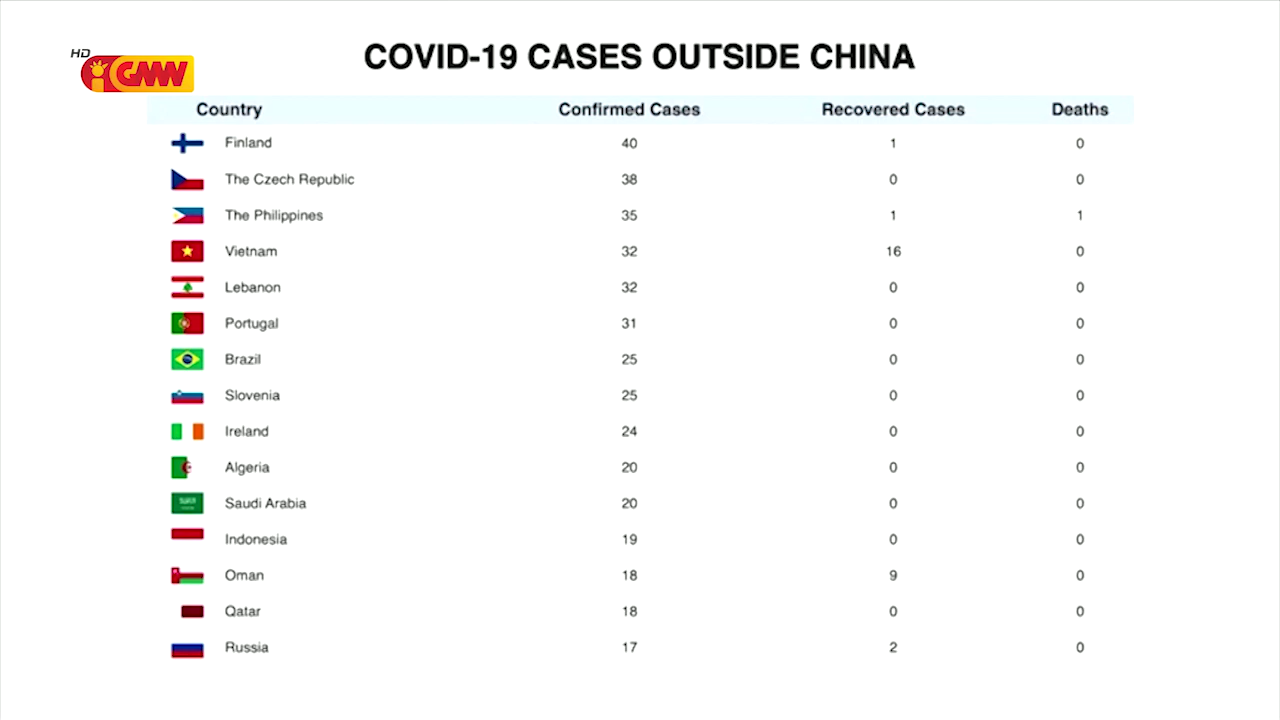 HD
iGMW
COVID-19 CASES OUTSIDE CHINA
Country Confirmed Cases Recovered Cases Deaths
Finland 40 1 0
The Czech Republic 38 0 0
The Philippines 35 1 1
Vietnam 32 16 0
Lebanon 32 0 0
Portugal 31 0 0
Brazil 25 0 0
Slovenia 25 0 0
Ireland 24 0 0
Algeria 20 0 0
Saudi Arabia 20 0 0
Indonesia 19 0 0
Oman 18 9 0
Qatar 18 0 0
Russia 17 2 0